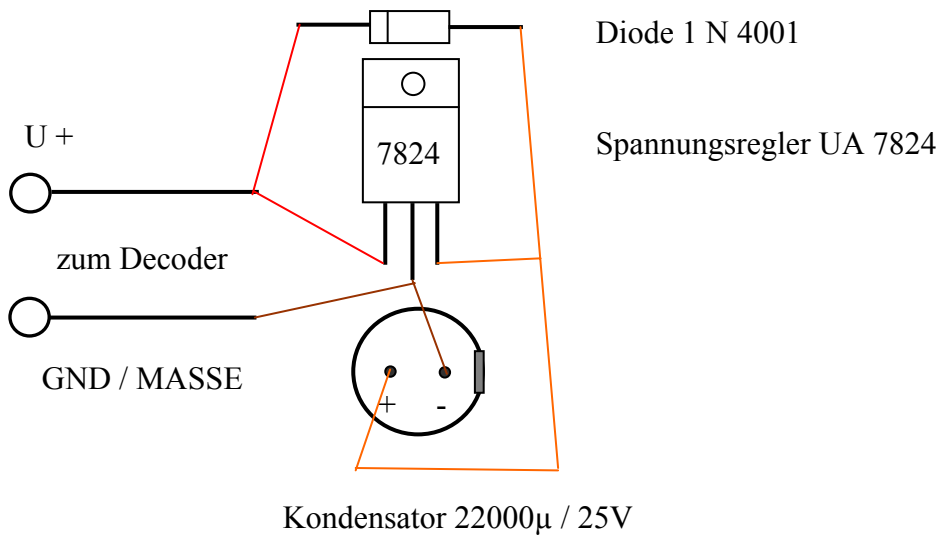 Diode 1 N 4001
U +
7824
Spannungsregler UA 7824
zum Decoder
GND / MASSE
+ -
Kondensator 22000µ / 25V